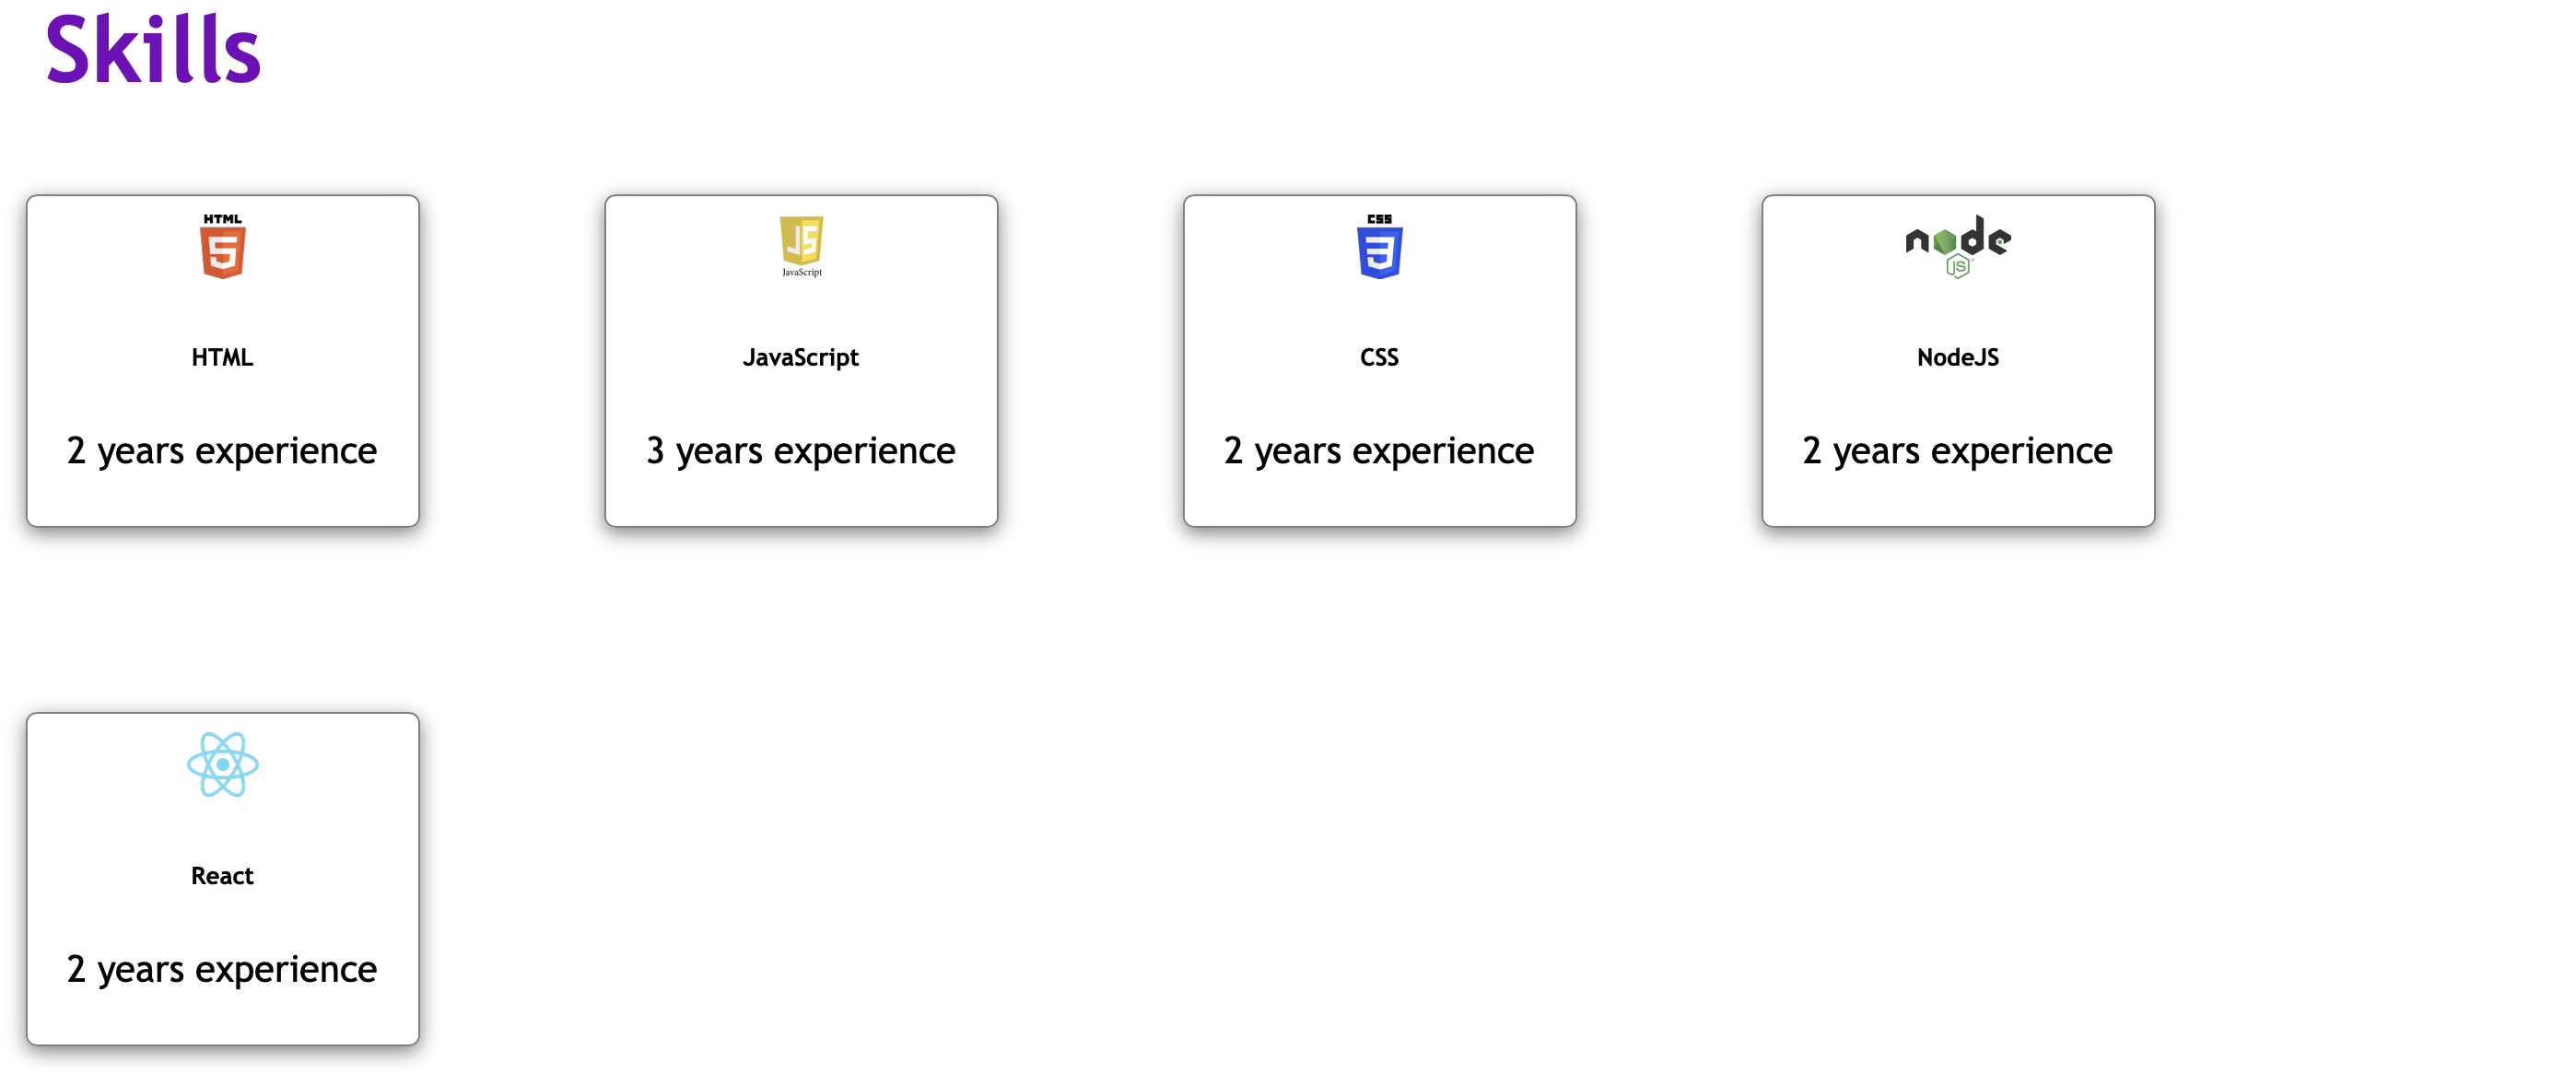 Skills
HTML
5
HTML
2 years experience
JS
JavaScript
JavaScript
3 years experience
CSS
3
CSS
2 years experience
node
JS
NodeJS
2 years experience
React
2 years experience